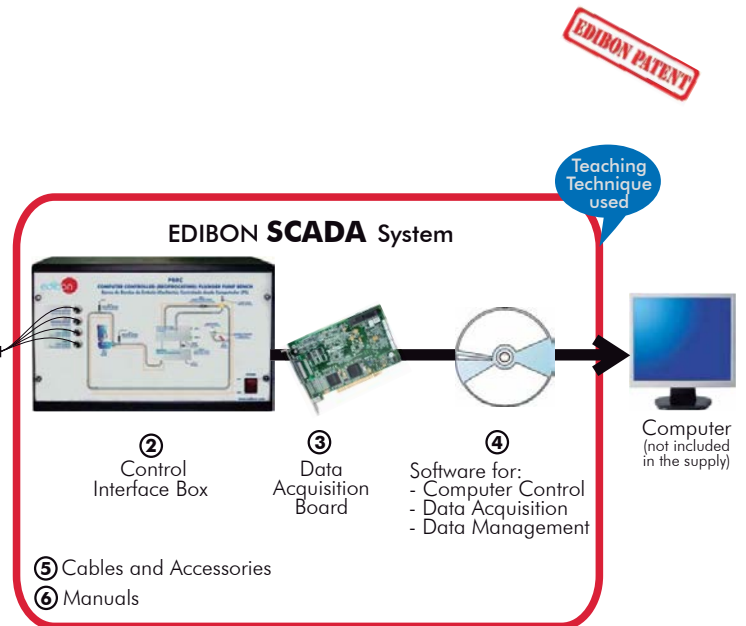 EDIBON PATENT
Teaching
Technique
used
EDIBON SCADA System
edibon
COMPUTER CONTROLLED (RECIPROCATING) PLUNGER PUMP BENCH
②
Control
Interface Box
③
Data
Acquisition
Board
④
Software for:
- Computer Control
- Data Acquisition
- Data Management
Computer
(not included
in the supply)
⑤ Cables and Accessories
⑥ Manuals